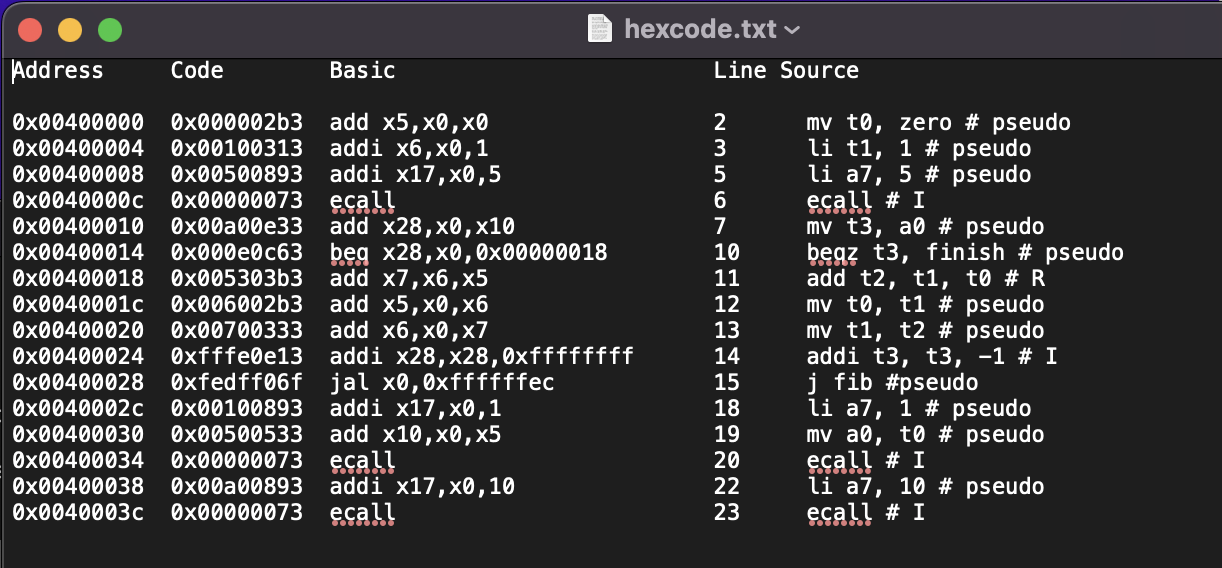 hexcode.txt
Address Code Basic Line Source
0x00400000 0x000002b3 add x5,x0,x0 2 mv t0, zero # pseudo
0x00400004 0x00100313 addi x6,x0,1 3 li t1, 1 # pseudo
0x00400008 0x00500893 addi x17,x0,5 5 li a7, 5 # pseudo
0x0040000c 0x00000073 ecall 6 ecall # I
0x00400010 0x00a00e33 add x28,x0,x10 7 mv t3, a0 # pseudo
0x00400014 0x000e0c63 beq x28,x0,0x00000018 10 beqz t3, finish # pseudo
0x00400018 0x005303b3 add x7,x6,x5 11 add t2, t1, t0 # R
0x0040001c 0x006002b3 add x5,x0,x6 12 mv t0, t1 # pseudo
0x00400020 0x00700333 add x6,x0,x7 13 mv t1, t2 # pseudo
0x00400024 0xfffe0e13 addi x28,x28,0xffffffff 14 addi t3, t3, -1 # I
0x00400028 0xfedff06f jal x0,0xffffffec 15 j fib #pseudo
0x0040002c 0x00100893 addi x17,x0,1 18 li a7, 1 # pseudo
0x00400030 0x00500533 add x10,x0,x5 19 mv a0, t0 # pseudo
0x00400034 0x00000073 ecall 20 ecall # I
0x00400038 0x00a00893 addi x17,x0,10 22 li a7, 10 # pseudo
0x0040003c 0x00000073 ecall 23 ecall # I